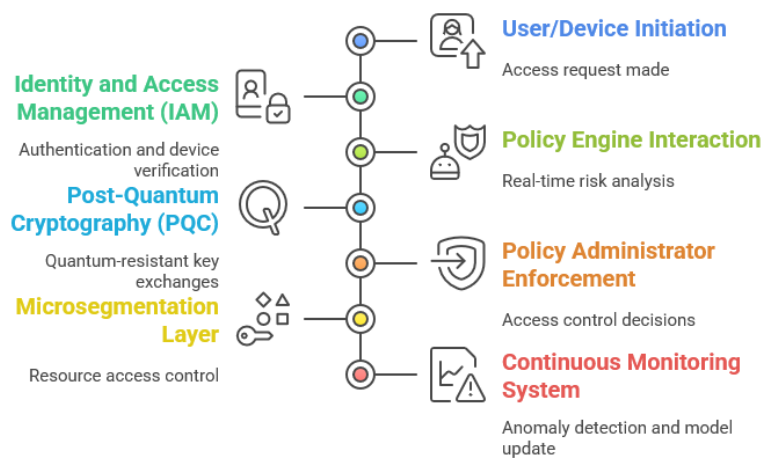 User/Device Initiation
Access request made
Identity and Access
Management (IAM)
Authentication and device
verification
Policy Engine Interaction
Real-time risk analysis
Post-Quantum
Cryptography (PQC)
Quantum-resistant key
exchanges
Policy Administrator
Enforcement
Access control decisions
Microsegmentation
Layer
Resource access control
Continuous Monitoring
System
Anomaly detection and model
update